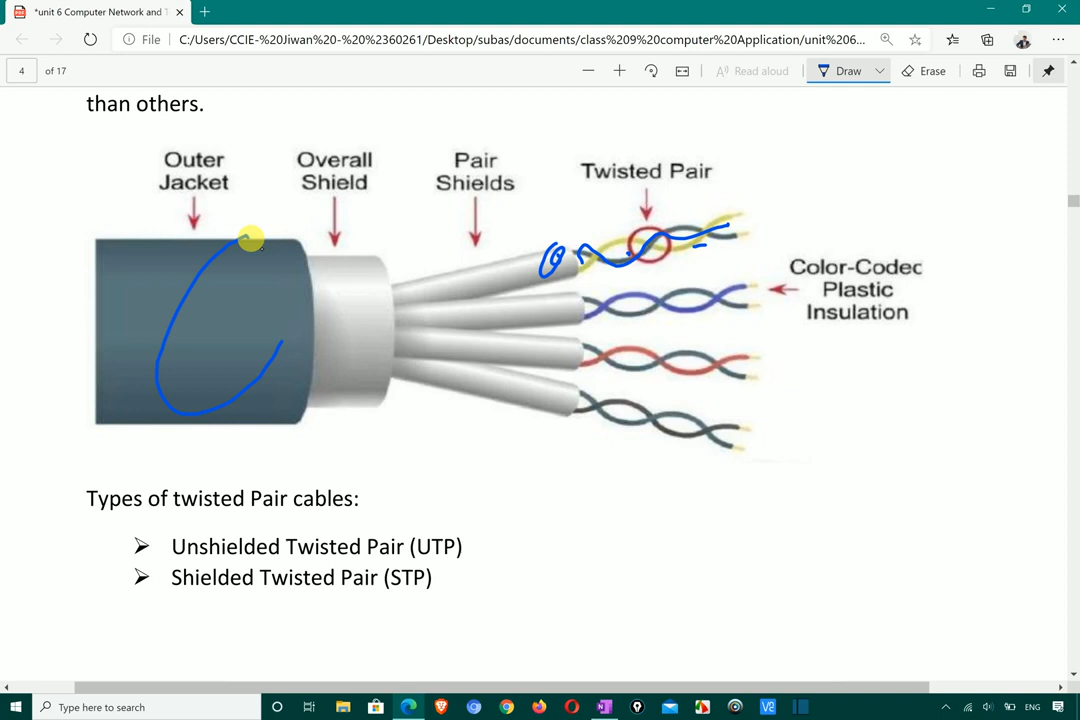 *unit 6 Computer Network and T
File
C:/Users/CCIE-%20Jiwan%20-%20%2360261/Desktop/subas/documents/class%209%20computer%20Application/unit%206...
4 of 17
Read aloud
Draw
Erase
than others.
Outer
Jacket
Overall
Shield
Pair
Shields
Twisted Pair
Color-Coded
Plastic
Insulation
Types of twisted Pair cables:
Unshielded Twisted Pair (UTP)
Shielded Twisted Pair (STP)
Type here to search
ENG